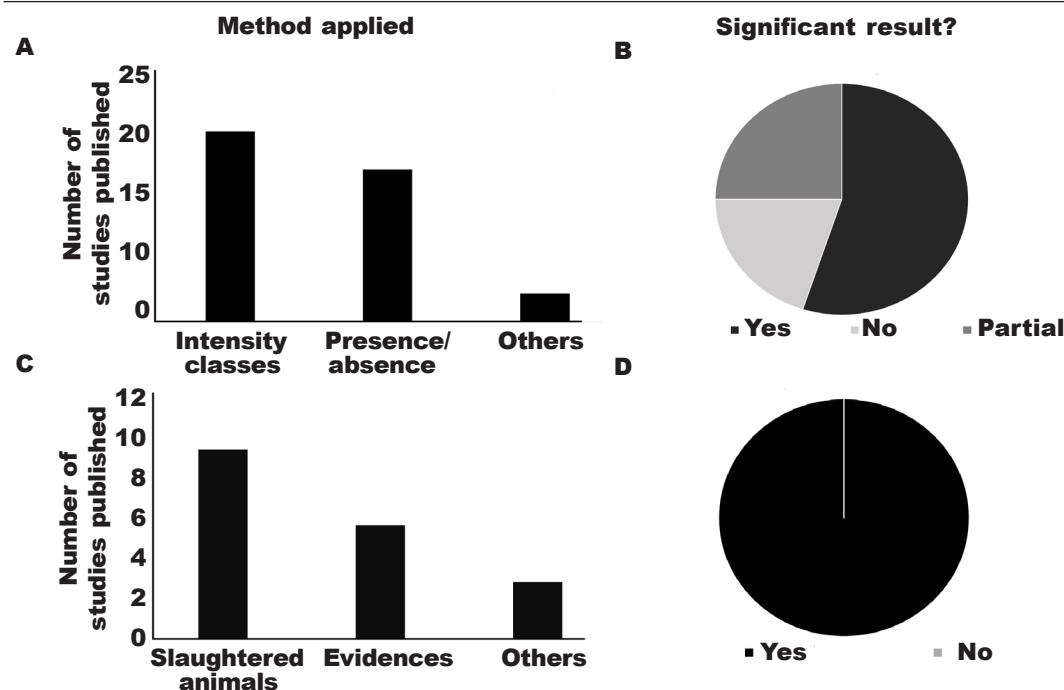 Method applied
Significant result?
A
B
Number of
studies published
25
20
15
10
0
Intensity
classes
Presence/
absence
Others
Yes
No
Partial
C
D
Number of
studies published
12
10
8
6
4
2
0
Slaughtered
animals
Evidences
Others
Yes
No